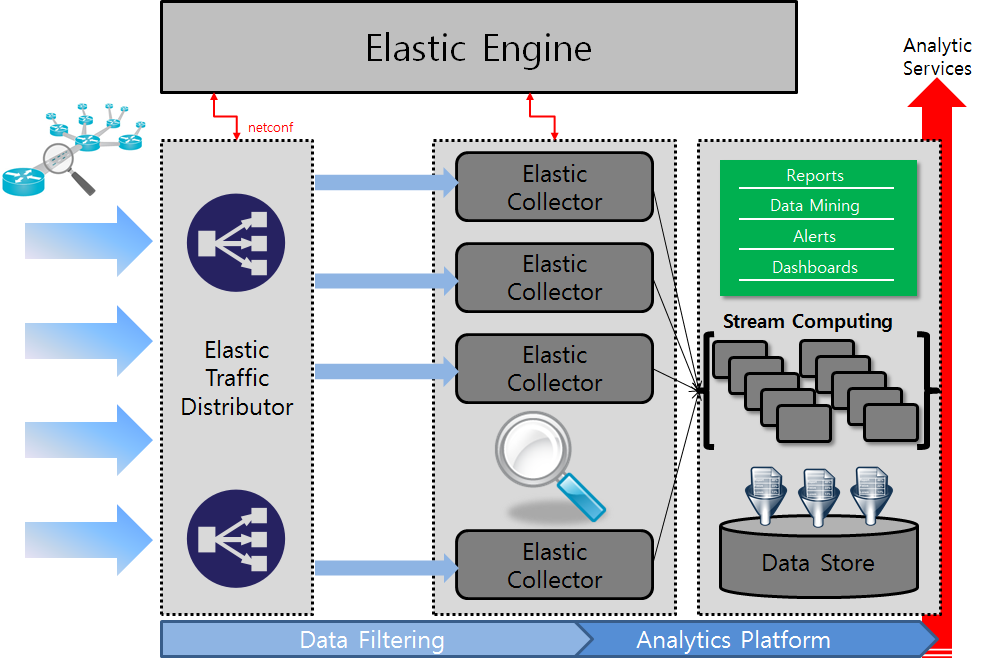 Elastic Engine
Analytic
Services
netconf
Elastic
Traffic
Distributor
Elastic
Collector
Elastic
Collector
Elastic
Collector
Elastic
Collector
Reports
Data Mining
Alerts
Dashboards
Stream Computing
Data Store
Data Filtering
Analytics Platform